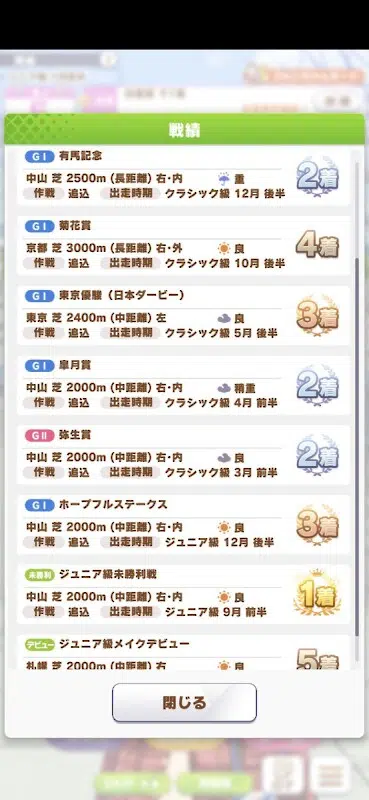 戦績
GI 有馬記念
中山 芝 2500m (長距離) 右・内 重
作戦 追込 出走時期 クラシック級 12月 後半
2着
GI 菊花賞
京都 芝 3000m (長距離) 右・外 良
作戦 追込 出走時期 クラシック級 10月 後半
4着
GI 東京優駿（日本ダービー）
東京 芝 2400m (中距離) 左 良
作戦 追込 出走時期 クラシック級 5月 後半
3着
GI 皐月賞
中山 芝 2000m (中距離) 右・内 稍重
作戦 追込 出走時期 クラシック級 4月 前半
2着
GII 弥生賞
中山 芝 2000m (中距離) 右・内 良
作戦 追込 出走時期 クラシック級 3月 前半
2着
GI ホープフルステークス
中山 芝 2000m (中距離) 右・内 良
作戦 追込 出走時期 ジュニア級 12月 後半
3着
未勝利 ジュニア級未勝利戦
中山 芝 2000m (中距離) 右・内 良
作戦 追込 出走時期 ジュニア級 9月 前半
1着
デビュー ジュニア級メイクデビュー
札幌 芝 2000m (中距離) 右 良
5着
閉じる